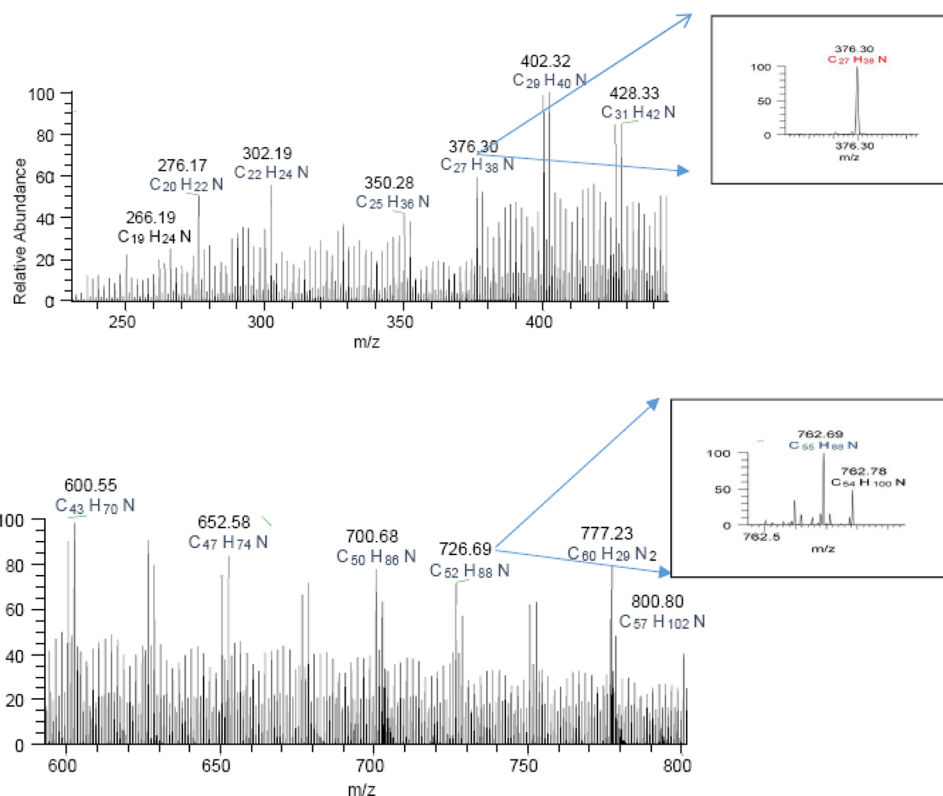 376.30
C27 H38 N
100
50
0
376.30
m/z
Relative Abundance
100
80
60
40
20
0
266.19
C19 H24 N
276.17
C20 H22 N
302.19
C22 H24 N
350.28
C25 H36 N
376.30
C27 H38 N
402.32
C29 H40 N
428.33
C31 H42 N
250
300
350
400
m/z
762.69
C55 H88 N
762.78
C54 H100 N
100
50
0
762.5
m/z
100
80
60
40
20
0
600.55
C43 H70 N
652.58
C47 H74 N
700.68
C50 H86 N
726.69
C52 H88 N
777.23
C60 H29 N2
800.80
C57 H102 N
600
650
700
750
800
m/z